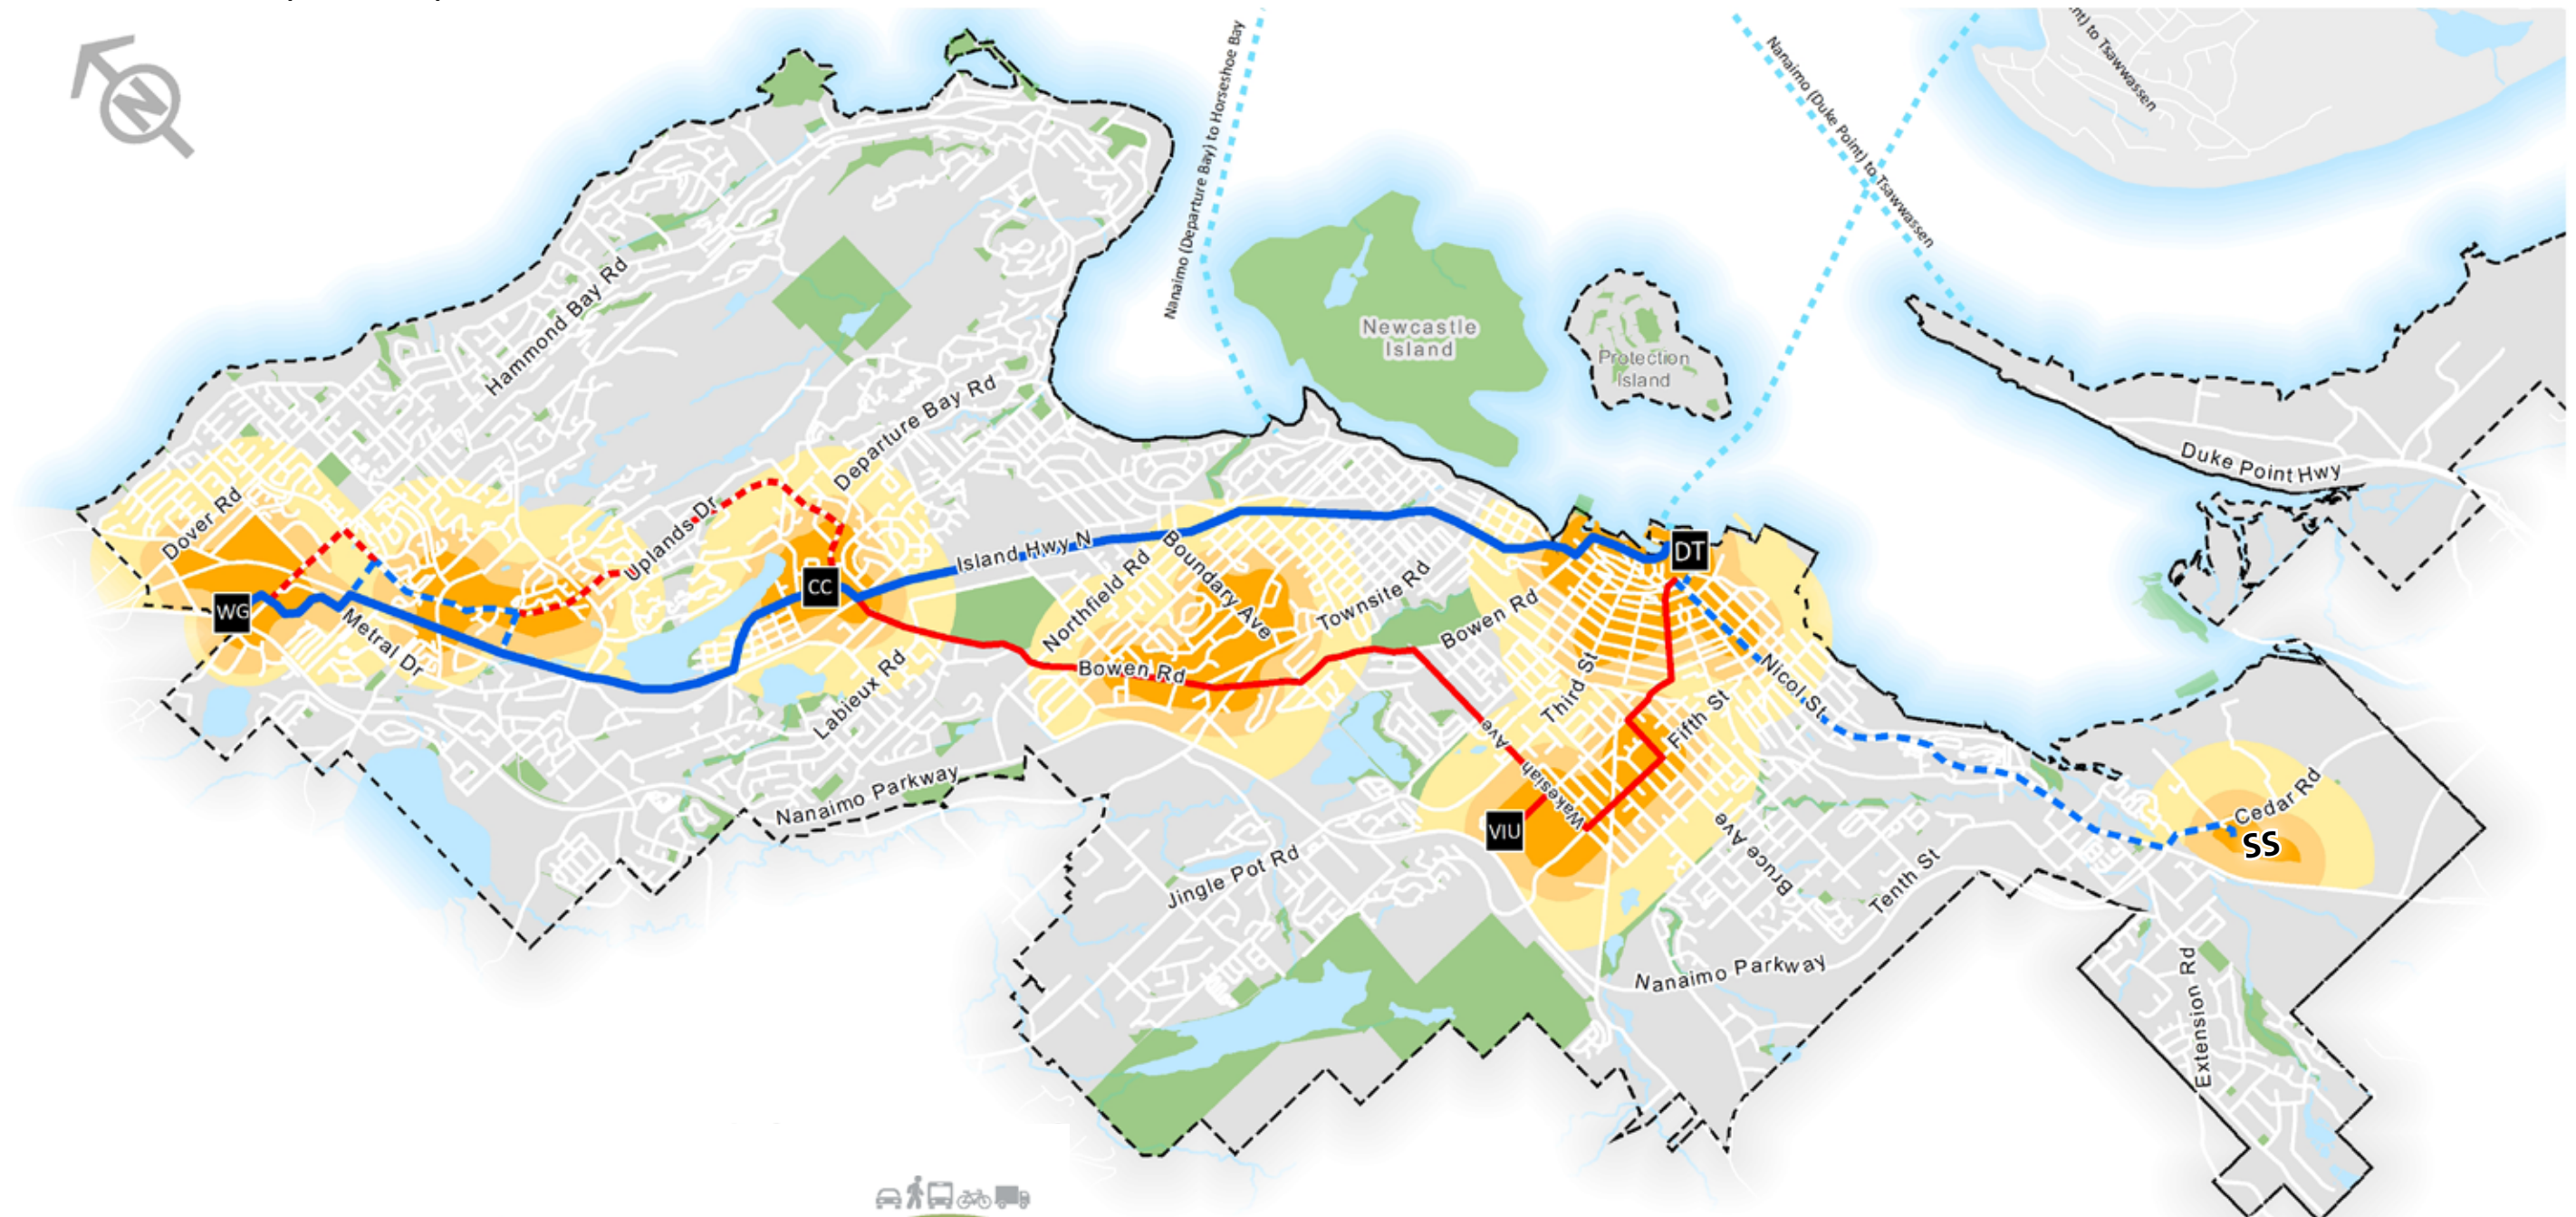 Nanaimo (Departure Bay) to Horseshoe Bay
Nanaimo (Duke Point) to Tsawwassen
nt) to Tsawwassen
N
Hammond Bay Rd
Newcastle
Island
Protection
Island
Departure Bay Rd
Duke Point Hwy
Dover Rd
Uplands Dr
Island Hwy N
DT
CC
WG
Northfield Rd
Boundary Ave
Townsite Rd
Bowen Rd
Metral Dr
Bowen Rd
Labieux Rd
Third St
Fifth St
Nicol St
Wakesiah
Ave
Nanaimo Parkway
VIU
Cedar Rd
SS
Jingle Pot Rd
Bruce Ave
Tenth St
Nanaimo Parkway
Extension Rd